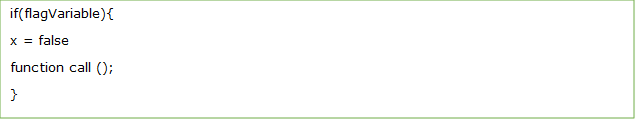 if(flagVariable){
x = false
function call ();
}